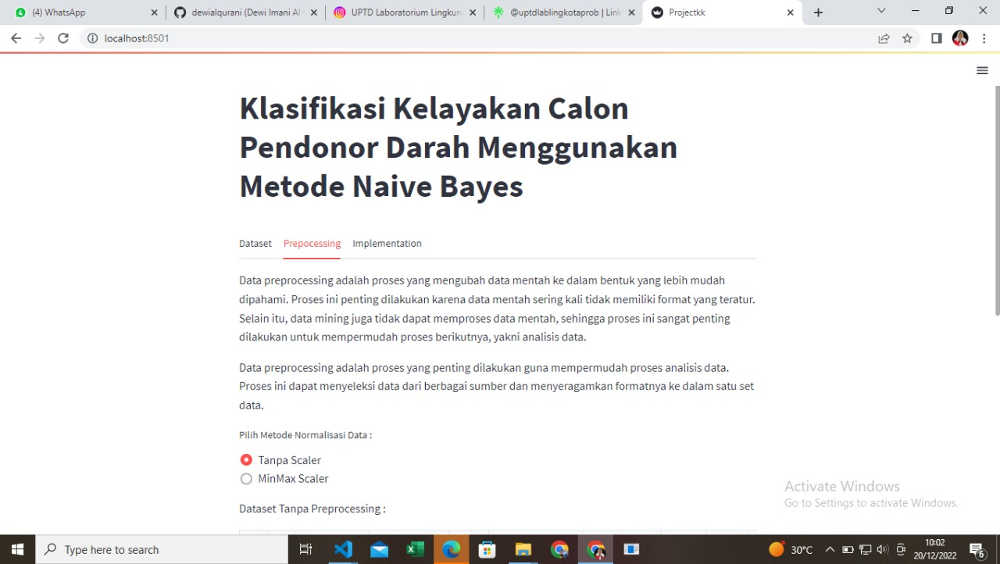 (4) WhatsApp
dewialqurani (Dewi Imani Al
UPTD Laboratorium Lingkun
@uptdlablingkotaprob | Link
Projectkk
localhost:8501
Klasifikasi Kelayakan Calon
Pendonor Darah Menggunakan
Metode Naive Bayes
Dataset
Prepocessing
Implementation
Data preprocessing adalah proses yang mengubah data mentah ke dalam bentuk yang lebih mudah
dipahami. Proses ini penting dilakukan karena data mentah sering kali tidak memiliki format yang teratur.
Selain itu, data mining juga tidak dapat memproses data mentah, sehingga proses ini sangat penting
dilakukan untuk mempermudah proses berikutnya, yakni analisis data.
Data preprocessing adalah proses yang penting dilakukan guna mempermudah proses analisis data.
Proses ini dapat menyeleksi data dari berbagai sumber dan menyeragamkan formatnya ke dalam satu set
data.
Pilih Metode Normalisasi Data :
Tanpa Scaler
MinMax Scaler
Dataset Tanpa Preprocessing :
Activate Windows
Go to Settings to activate Windows.
Type here to search
30°C
10:02
20/12/2022
6